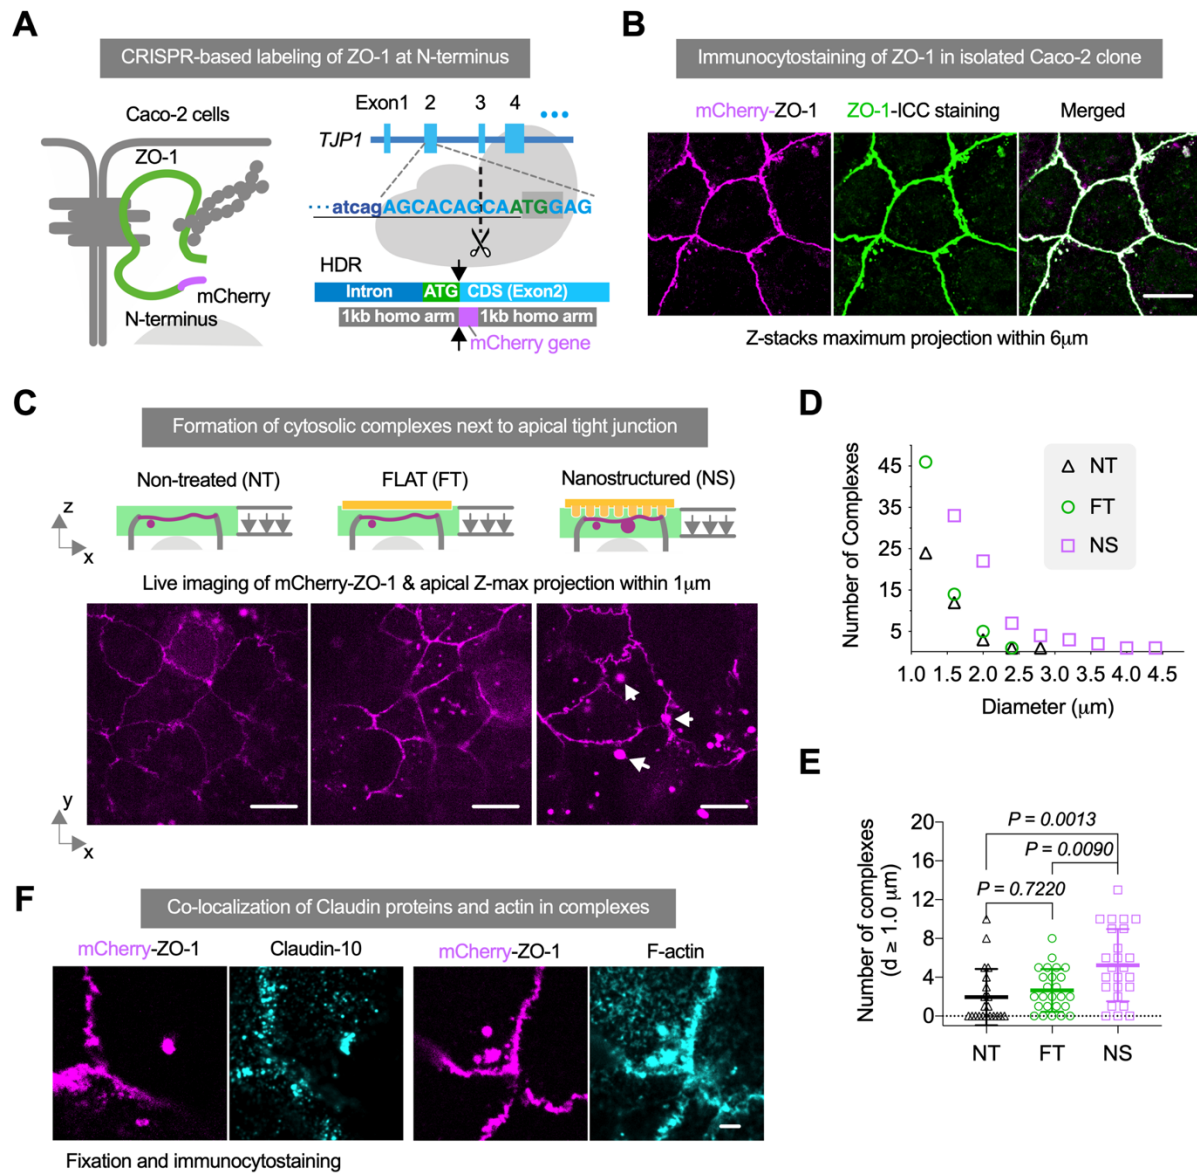 A
CRISPR-based labeling of ZO-1 at N-terminus
Caco-2 cells
ZO-1
mCherry
N-terminus
Exon1 2 3 4 •••
TJP1
···atcagAGCACAGCAATGGAG
HDR
Intron ATG CDS (Exon2)
1kb homo arm 1kb homo arm
mCherry gene
B
Immunocytostaining of ZO-1 in isolated Caco-2 clone
mCherry-ZO-1 ZO-1-ICC staining Merged
Z-stacks maximum projection within 6μm
C
Formation of cytosolic complexes next to apical tight junction
Non-treated (NT) FLAT (FT) Nanostructured (NS)
z
x
Live imaging of mCherry-ZO-1 & apical Z-max projection within 1μm
y
x
D
Number of Complexes
45
35
25
15
5
1.0 1.5 2.0 2.5 3.0 3.5 4.0 4.5
Diameter (μm)
NT
FT
NS
E
Number of complexes
(d ≥ 1.0 μm)
20
16
12
8
4
0
P = 0.0013
P = 0.0090
P = 0.7220
NT FT NS
F
Co-localization of Claudin proteins and actin in complexes
mCherry-ZO-1 Claudin-10 mCherry-ZO-1 F-actin
Fixation and immunocytostaining